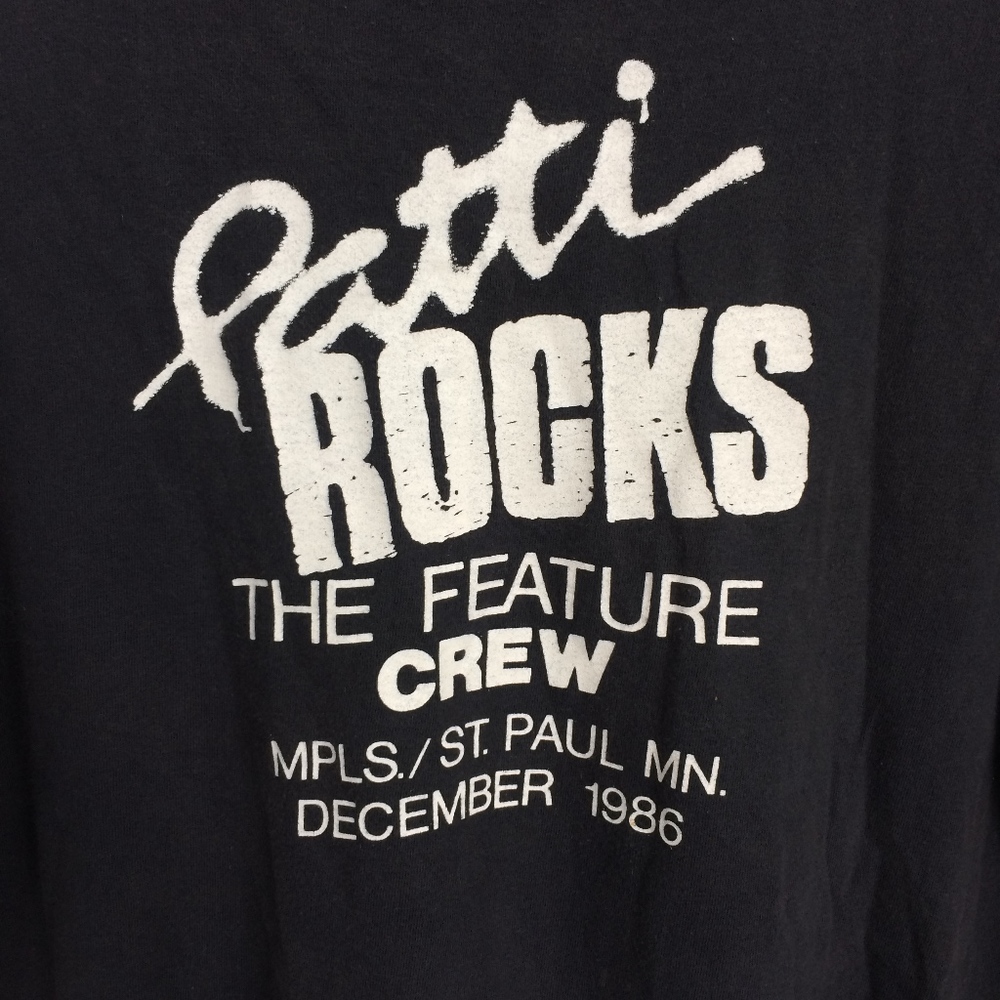 Patti
ROCKS
THE FEATURE
CREW
MPLS./ST. PAUL MN.
DECEMBER 1986